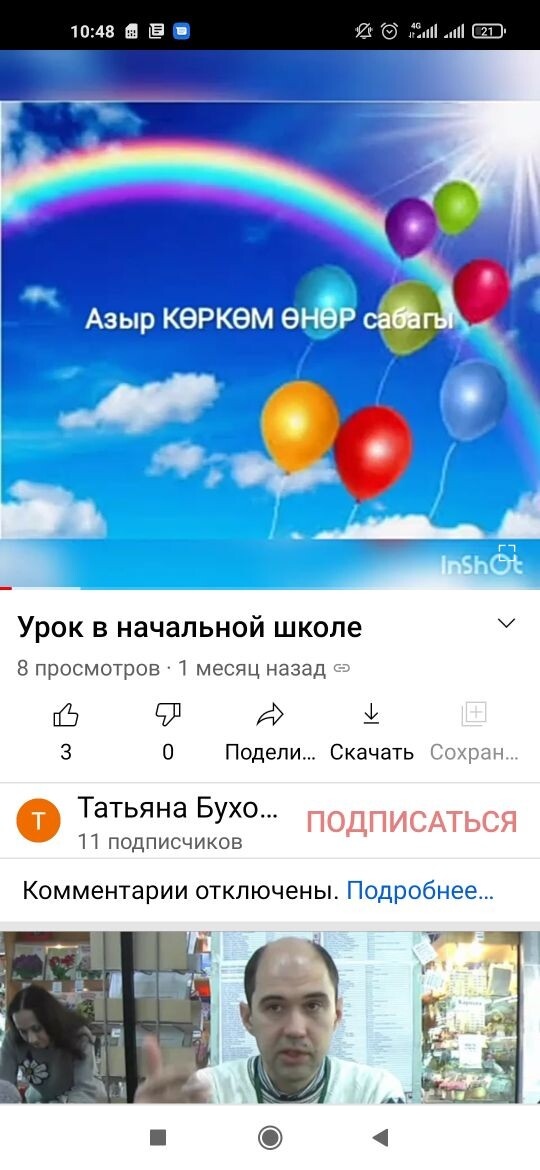 10:48
4G
21
Азыр КӨРКӨМ ӨНӨР сабагы
InShOt
Урок в начальной школе
8 просмотров · 1 месяц назад
3
0
Подели...
Скачать
Сохран...
Т
Татьяна Бухо...
ПОДПИСАТЬСЯ
11 подписчиков
Комментарии отключены. Подробнее...